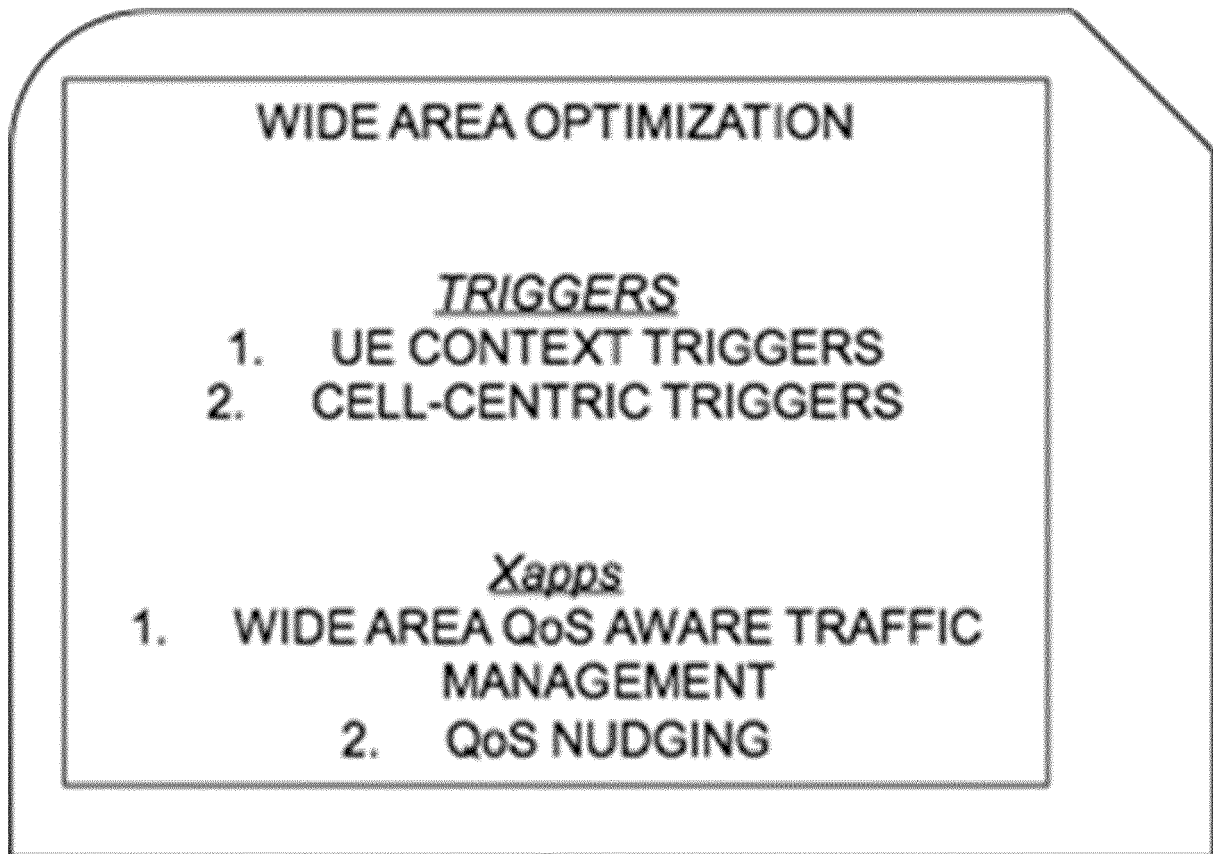 WIDE AREA OPTIMIZATION
TRIGGERS
1. UE CONTEXT TRIGGERS
2. CELL-CENTRIC TRIGGERS
Xapps
1. WIDE AREA QoS AWARE TRAFFIC
MANAGEMENT
2. QoS NUDGING